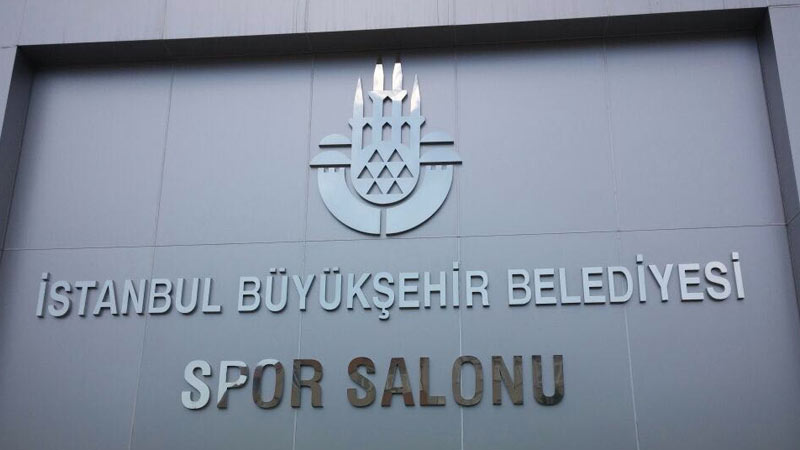 İSTANBUL BÜYÜKŞEHİR BELEDİYESİ
SPOR SALONU